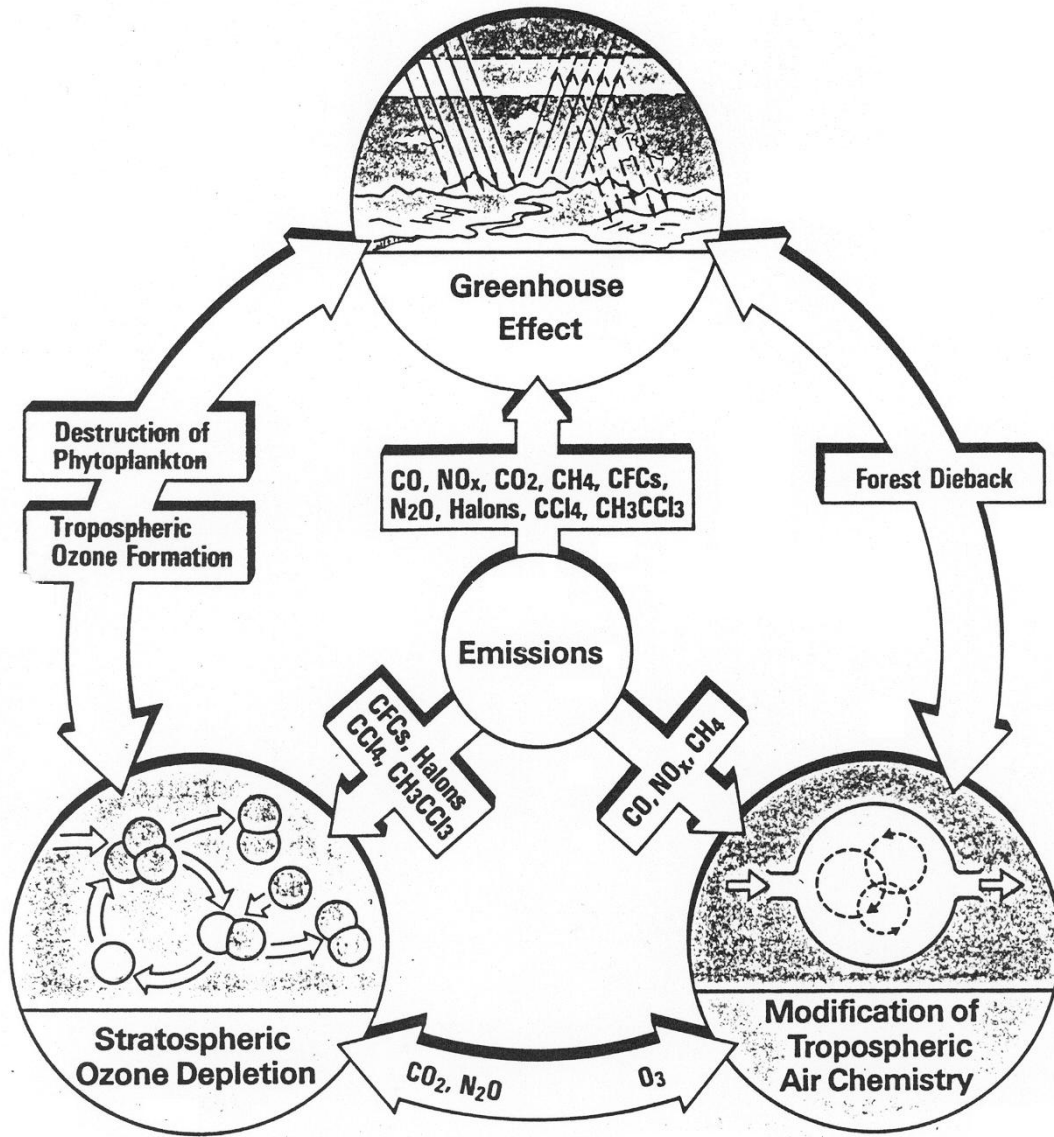 Greenhouse
Effect
Destruction of
Phytoplankton
Tropospheric
Ozone Formation
CO, NOx, CO2, CH4, CFCs,
N2O, Halons, CCl4, CH3CCl3
Forest Dieback
Emissions
CFCs, Halons
CCl4, CH3CCl3
CO, NOx, CH4
Stratospheric
Ozone Depletion
CO2, N2O
O3
Modification of
Tropospheric
Air Chemistry